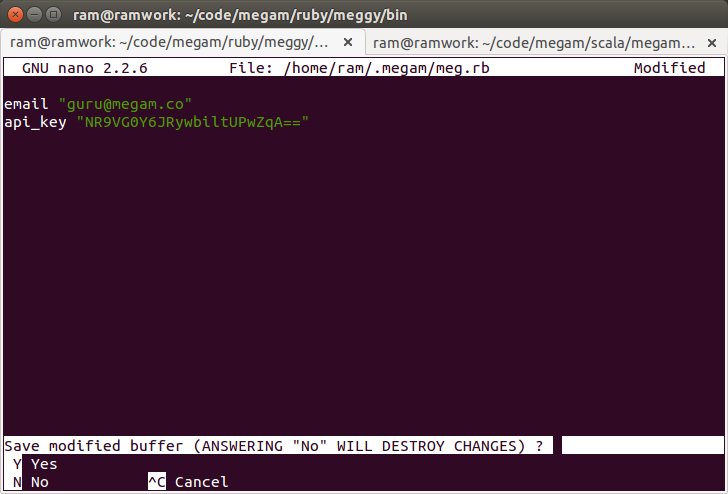 ram@ramwork: ~/code/megam/ruby/meggy/bin
ram@ramwork: ~/code/megam/ruby/meggy/... × ram@ramwork: ~/code/megam/scala/megam... ×
GNU nano 2.2.6 File: /home/ram/.megam/meg.rb Modified
email "guru@megam.co"
api_key "NR9VG0Y6JRywbiltUPwZqA=="
Save modified buffer (ANSWERING "No" WILL DESTROY CHANGES) ?
Y Yes
N No ^C Cancel